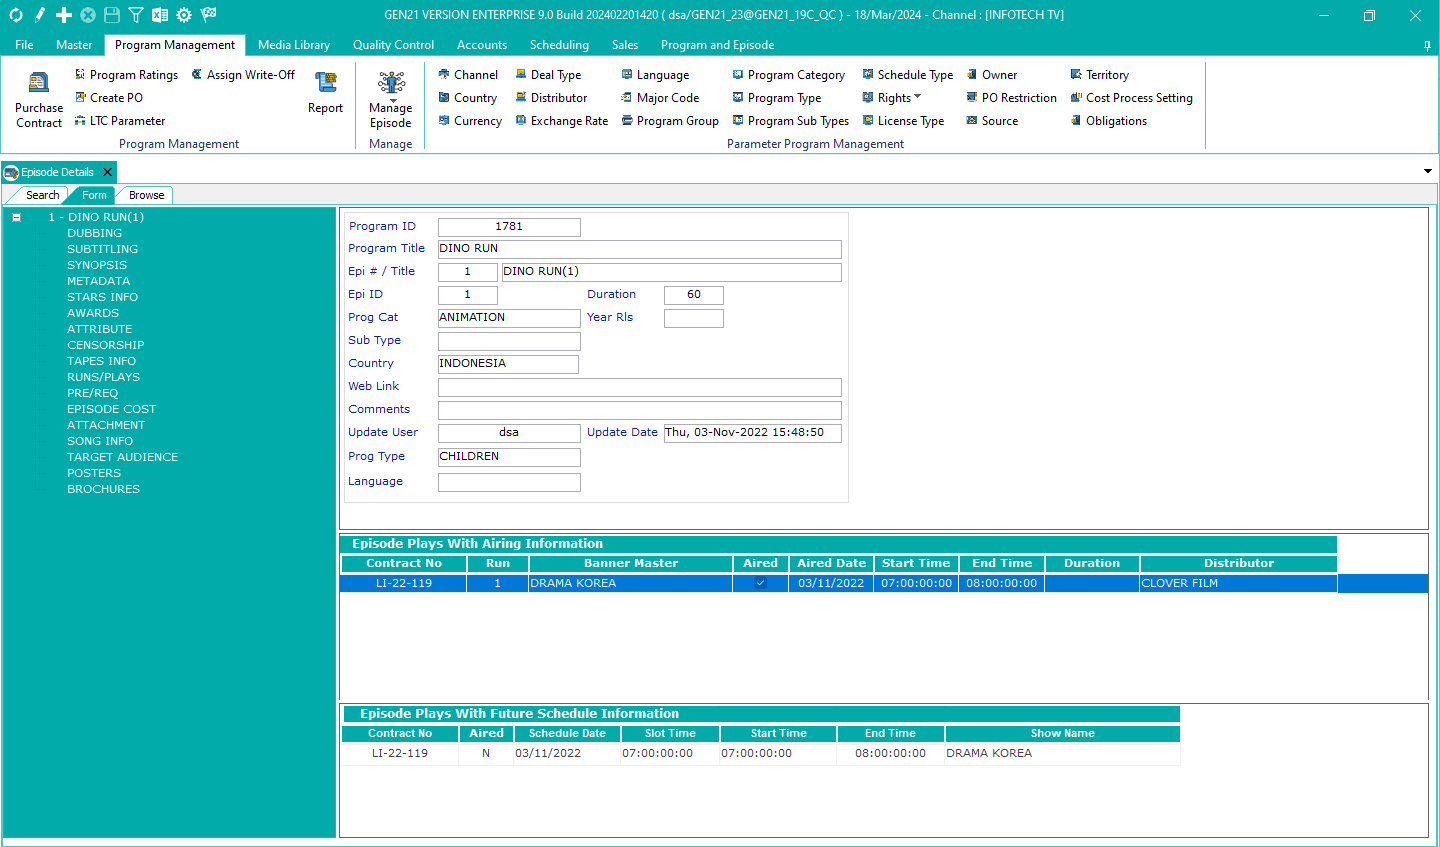 GEN21 VERSION ENTERPRISE 9.0 Build 202402201420 ( dsa/GEN21_23@GEN21_19C_QC ) - 18/Mar/2024 - Channel : [INFOTECH TV]
File Master Program Management Media Library Quality Control Accounts Scheduling Sales Program and Episode
Program Ratings Assign Write-Off Channel Deal Type Language Program Category Schedule Type Owner Territory
Purchase Contract Create PO Report Manage Episode Country Distributor Major Code Program Type Rights PO Restriction Cost Process Setting
LTC Parameter Currency Exchange Rate Program Group Program Sub Types License Type Source Obligations
Program Management Manage Parameter Program Management
Episode Details
Search Form Browse
1 - DINO RUN(1)
DUBBING
SUBTITLING
SYNOPSIS
METADATA
STARS INFO
AWARDS
ATTRIBUTE
CENSORSHIP
TAPES INFO
RUNS/PLAYS
PRE/REQ
EPISODE COST
ATTACHMENT
SONG INFO
TARGET AUDIENCE
POSTERS
BROCHURES
Program ID 1781
Program Title DINO RUN
Epi # / Title 1 DINO RUN(1)
Epi ID 1 Duration 60
Prog Cat ANIMATION Year Rls
Sub Type
Country INDONESIA
Web Link
Comments
Update User dsa Update Date Thu, 03-Nov-2022 15:48:50
Prog Type CHILDREN
Language
Episode Plays With Airing Information
Contract No Run Banner Master Aired Aired Date Start Time End Time Duration Distributor
LI-22-119 1 DRAMA KOREA 03/11/2022 07:00:00:00 08:00:00:00 CLOVER FILM
Episode Plays With Future Schedule Information
Contract No Aired Schedule Date Slot Time Start Time End Time Show Name
LI-22-119 N 03/11/2022 07:00:00:00 07:00:00:00 08:00:00:00 DRAMA KOREA